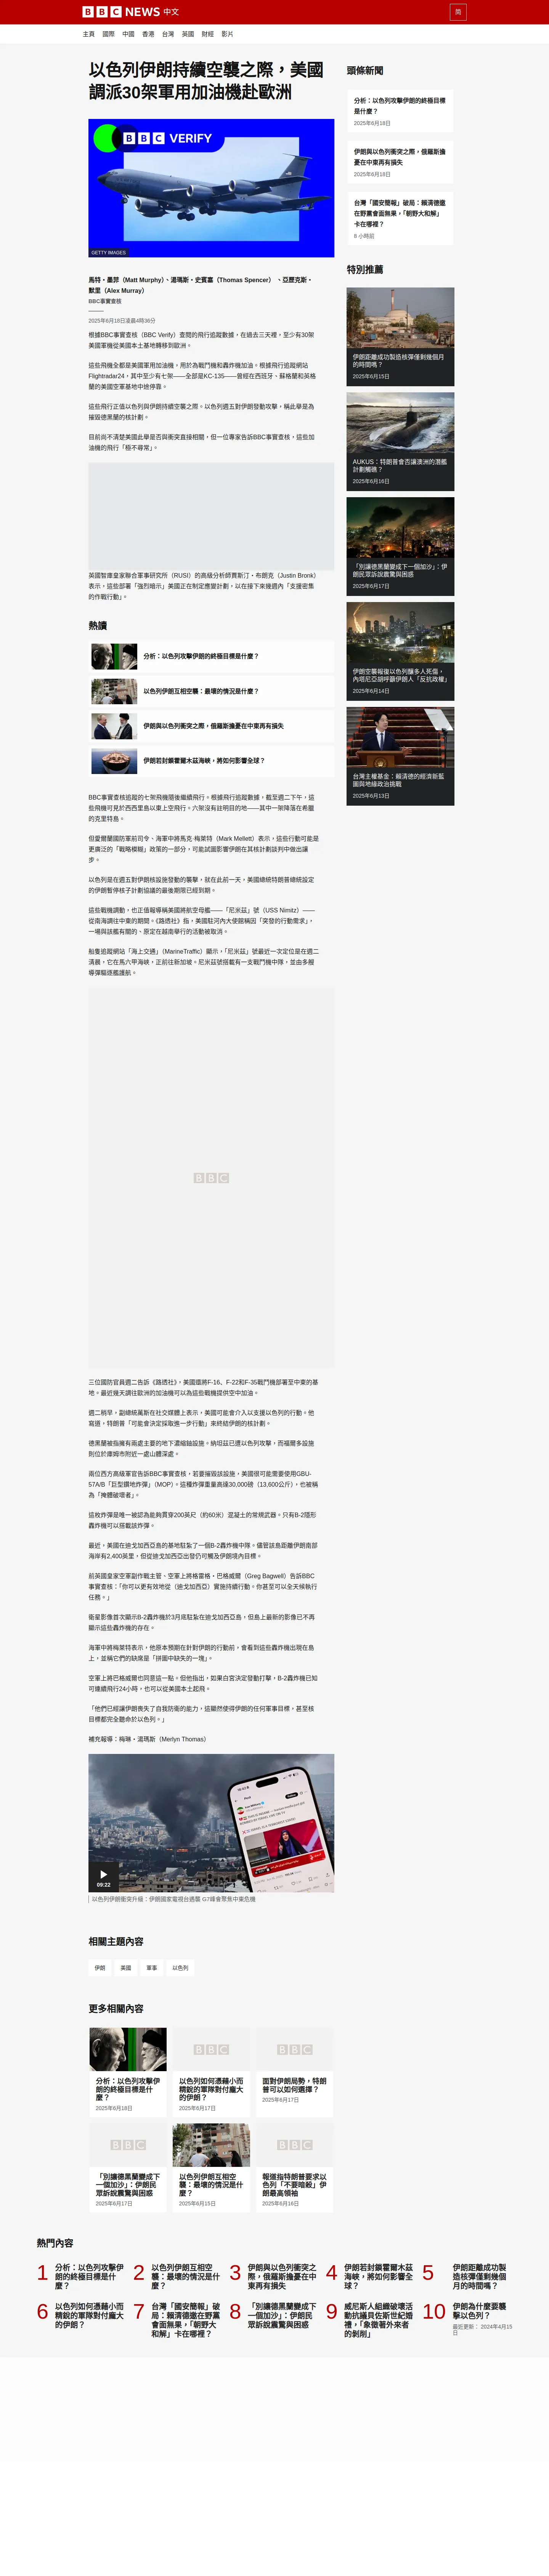 BBC NEWS 中文
简
主頁 國際 中國 香港 台灣 英國 財經 影片
以色列伊朗持續空襲之際，美國
調派30架軍用加油機赴歐洲
BBC VERIFY
GETTY IMAGES
馬特・墨菲（Matt Murphy）、湯瑪斯・史賓塞（Thomas Spencer） 、亞歷克斯・
默里（Alex Murray）
BBC事實查核
2025年6月18日凌晨4時36分
根據BBC事實查核（BBC Verify）查閱的飛行追蹤數據，在過去三天裡，至少有30架
美國軍機從美國本土基地轉移到歐洲。
這些飛機全都是美國軍用加油機，用於為戰鬥機和轟炸機加油。根據飛行追蹤網站
Flightradar24，其中至少有七架——全部是KC-135——曾經在西班牙、蘇格蘭和英格
蘭的美國空軍基地中途停靠。
這些飛行正值以色列與伊朗持續空襲之際。以色列週五對伊朗發動攻擊，稱此舉是為
摧毀德黑蘭的核計劃。
目前尚不清楚美國此舉是否與衝突直接相關，但一位專家告訴BBC事實查核，這些加
油機的飛行「極不尋常」。
英國智庫皇家聯合軍事研究所（RUSI）的高級分析師賈斯汀・布朗克（Justin Bronk）
表示，這些部署「強烈暗示」美國正在制定應變計劃，以在接下來幾週內「支援密集
的作戰行動」。
熱讀
分析：以色列攻擊伊朗的終極目標是什麼？
以色列伊朗互相空襲：最壞的情況是什麼？
伊朗與以色列衝突之際，俄羅斯擔憂在中東再有損失
伊朗若封鎖霍爾木茲海峽，將如何影響全球？
BBC事實查核追蹤的七架飛機隨後繼續飛行。根據飛行追蹤數據，截至週二下午，這
些飛機可見於西西里島以東上空飛行。六架沒有註明目的地——其中一架降落在希臘
的克里特島。
但愛爾蘭國防軍前司令、海軍中將馬克·梅萊特（Mark Mellett）表示，這些行動可能是
更廣泛的「戰略模糊」政策的一部分，可能試圖影響伊朗在其核計劃談判中做出讓
步。
以色列是在週五對伊朗核設施發動的襲擊，就在此前一天，美國總統特朗普總統設定
的伊朗暫停核子計劃協議的最後期限已經到期。
這些戰機調動，也正值報導稱美國將航空母艦——「尼米茲」號（USS Nimitz）——
從南海調往中東的期間。《路透社》指，美國駐河內大使館稱因「突發的行動需求」，
一場與該艦有關的、原定在越南舉行的活動被取消。
船隻追蹤網站「海上交通」（MarineTraffic）顯示，「尼米茲」號最近一次定位是在週二
清晨，它在馬六甲海峽，正前往新加坡。尼米茲號搭載有一支戰鬥機中隊，並由多艘
導彈驅逐艦護航。
BBC
三位國防官員週二告訴《路透社》，美國還將F-16、F-22和F-35戰鬥機部署至中東的基
地。最近幾天調往歐洲的加油機可以為這些戰機提供空中加油。
週二稍早，副總統萬斯在社交媒體上表示，美國可能會介入以支援以色列的行動。他
寫道，特朗普「可能會決定採取進一步行動」來終結伊朗的核計劃。
德黑蘭被指擁有兩處主要的地下濃縮鈾設施。納坦茲已遭以色列攻擊，而福爾多設施
則位於庫姆市附近一處山體深處。
兩位西方高級軍官告訴BBC事實查核，若要摧毀該設施，美國很可能需要使用GBU-
57A/B「巨型鑽地炸彈」（MOP）。這種炸彈重量高達30,000磅（13,600公斤），也被稱
為「掩體破壞者」。
這枚炸彈是唯一被認為能夠貫穿200英尺（約60米）混凝土的常規武器。只有B-2隱形
轟炸機可以搭載該炸彈。
最近，美國在迪戈加西亞島的基地駐紮了一個B-2轟炸機中隊。儘管該島距離伊朗南部
海岸有2,400英里，但從迪戈加西亞出發仍可觸及伊朗境內目標。
前英國皇家空軍副作戰主管、空軍上將格雷格・巴格威爾（Greg Bagwell）告訴BBC
事實查核：「你可以更有效地從（迪戈加西亞）實施持續行動。你甚至可以全天候執行
任務。」
衛星影像首次顯示B-2轟炸機於3月底駐紮在迪戈加西亞島，但島上最新的影像已不再
顯示這些轟炸機的存在。
海軍中將梅萊特表示，他原本預期在針對伊朗的行動前，會看到這些轟炸機出現在島
上，並稱它們的缺席是「拼圖中缺失的一塊」。
空軍上將巴格威爾也同意這一點。但他指出，如果白宮決定發動打擊，B-2轟炸機已知
可連續飛行24小時，也可以從美國本土起飛。
「他們已經讓伊朗喪失了自我防衛的能力，這顯然使得伊朗的任何軍事目標，甚至核
目標都完全聽命於以色列。」
補充報導：梅琳・湯瑪斯（Merlyn Thomas）
09:22
以色列伊朗衝突升級：伊朗國家電視台遇襲 G7峰會聚焦中東危機
相關主題內容
伊朗 美國 軍事 以色列
更多相關內容
分析：以色列攻擊伊
朗的終極目標是什
麼？
2025年6月18日
BBC
以色列如何憑藉小而
精銳的軍隊對付龐大
的伊朗？
2025年6月17日
BBC
面對伊朗局勢，特朗
普可以如何選擇？
2025年6月17日
BBC
「別讓德黑蘭變成下
一個加沙」：伊朗民
眾訴說震驚與困惑
2025年6月17日
以色列伊朗互相空
襲：最壞的情況是什
麼？
2025年6月15日
BBC
報道指特朗普要求以
色列「不要暗殺」伊
朗最高領袖
2025年6月16日
頭條新聞
分析：以色列攻擊伊朗的終極目標
是什麼？
2025年6月18日
伊朗與以色列衝突之際，俄羅斯擔
憂在中東再有損失
2025年6月18日
台灣「國安簡報」破局：賴清德邀
在野黨會面無果，「朝野大和解」
卡在哪裡？
8 小時前
特別推薦
伊朗距離成功製造核彈僅剩幾個月
的時間嗎？
2025年6月15日
AUKUS：特朗普會否讓澳洲的潛艦
計劃觸礁？
2025年6月16日
「別讓德黑蘭變成下一個加沙」：伊
朗民眾訴說震驚與困惑
2025年6月17日
伊朗空襲報復以色列釀多人死傷，
內塔尼亞胡呼籲伊朗人「反抗政權」
2025年6月14日
台灣主權基金：賴清德的經濟新藍
圖與地緣政治挑戰
2025年6月13日
熱門內容
1 分析：以色列攻擊伊
朗的終極目標是什
麼？
2 以色列伊朗互相空
襲：最壞的情況是什
麼？
3 伊朗與以色列衝突之
際，俄羅斯擔憂在中
東再有損失
4 伊朗若封鎖霍爾木茲
海峽，將如何影響全
球？
5 伊朗距離成功製
造核彈僅剩幾個
月的時間嗎？
6 以色列如何憑藉小而
精銳的軍隊對付龐大
的伊朗？
7 台灣「國安簡報」破
局：賴清德邀在野黨
會面無果，「朝野大
和解」卡在哪裡？
8 「別讓德黑蘭變成下
一個加沙」：伊朗民
眾訴說震驚與困惑
9 威尼斯人組織破壞活
動抗議貝佐斯世紀婚
禮，「象徵著外來者
的剝削」
10 伊朗為什麼要襲
擊以色列？
最近更新： 2024年4月15
日